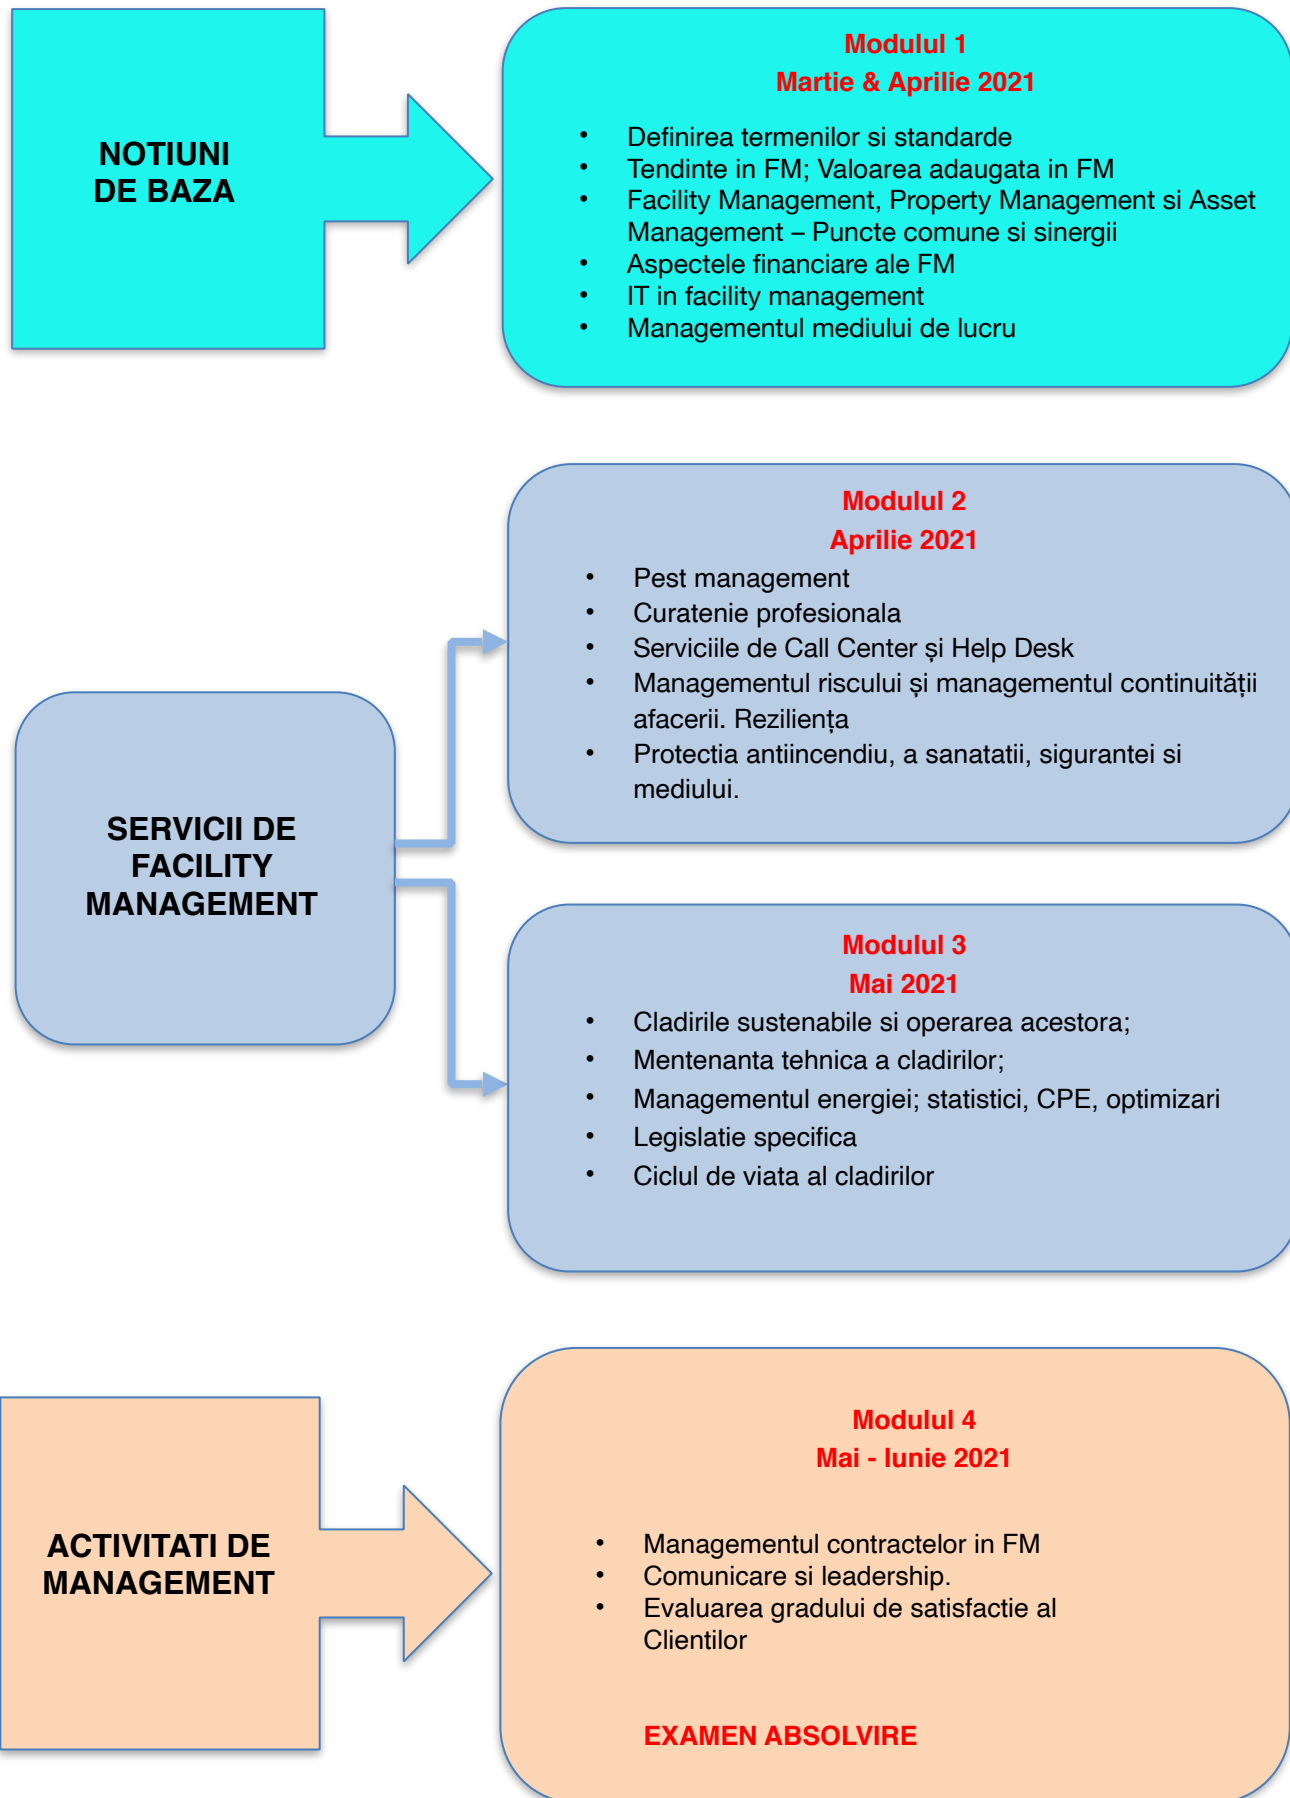 NOTIUNI
DE BAZA
Modulul 1
Martie & Aprilie 2021
• Definirea termenilor si standarde
• Tendinte in FM; Valoarea adaugata in FM
• Facility Management, Property Management si Asset
Management – Puncte comune si sinergii
• Aspectele financiare ale FM
• IT in facility management
• Managementul mediului de lucru
SERVICII DE
FACILITY
MANAGEMENT
Modulul 2
Aprilie 2021
• Pest management
• Curatenie profesionala
• Serviciile de Call Center și Help Desk
• Managementul riscului și managementul continuității
afacerii. Reziliența
• Protectia antiincendiu, a sanatatii, sigurantei si
mediului.
Modulul 3
Mai 2021
• Cladirile sustenabile si operarea acestora;
• Mentenanta tehnica a cladirilor;
• Managementul energiei; statistici, CPE, optimizari
• Legislatie specifica
• Ciclul de viata al cladirilor
ACTIVITATI DE
MANAGEMENT
Modulul 4
Mai - Iunie 2021
• Managementul contractelor in FM
• Comunicare si leadership.
• Evaluarea gradului de satisfactie al
Clientilor
EXAMEN ABSOLVIRE